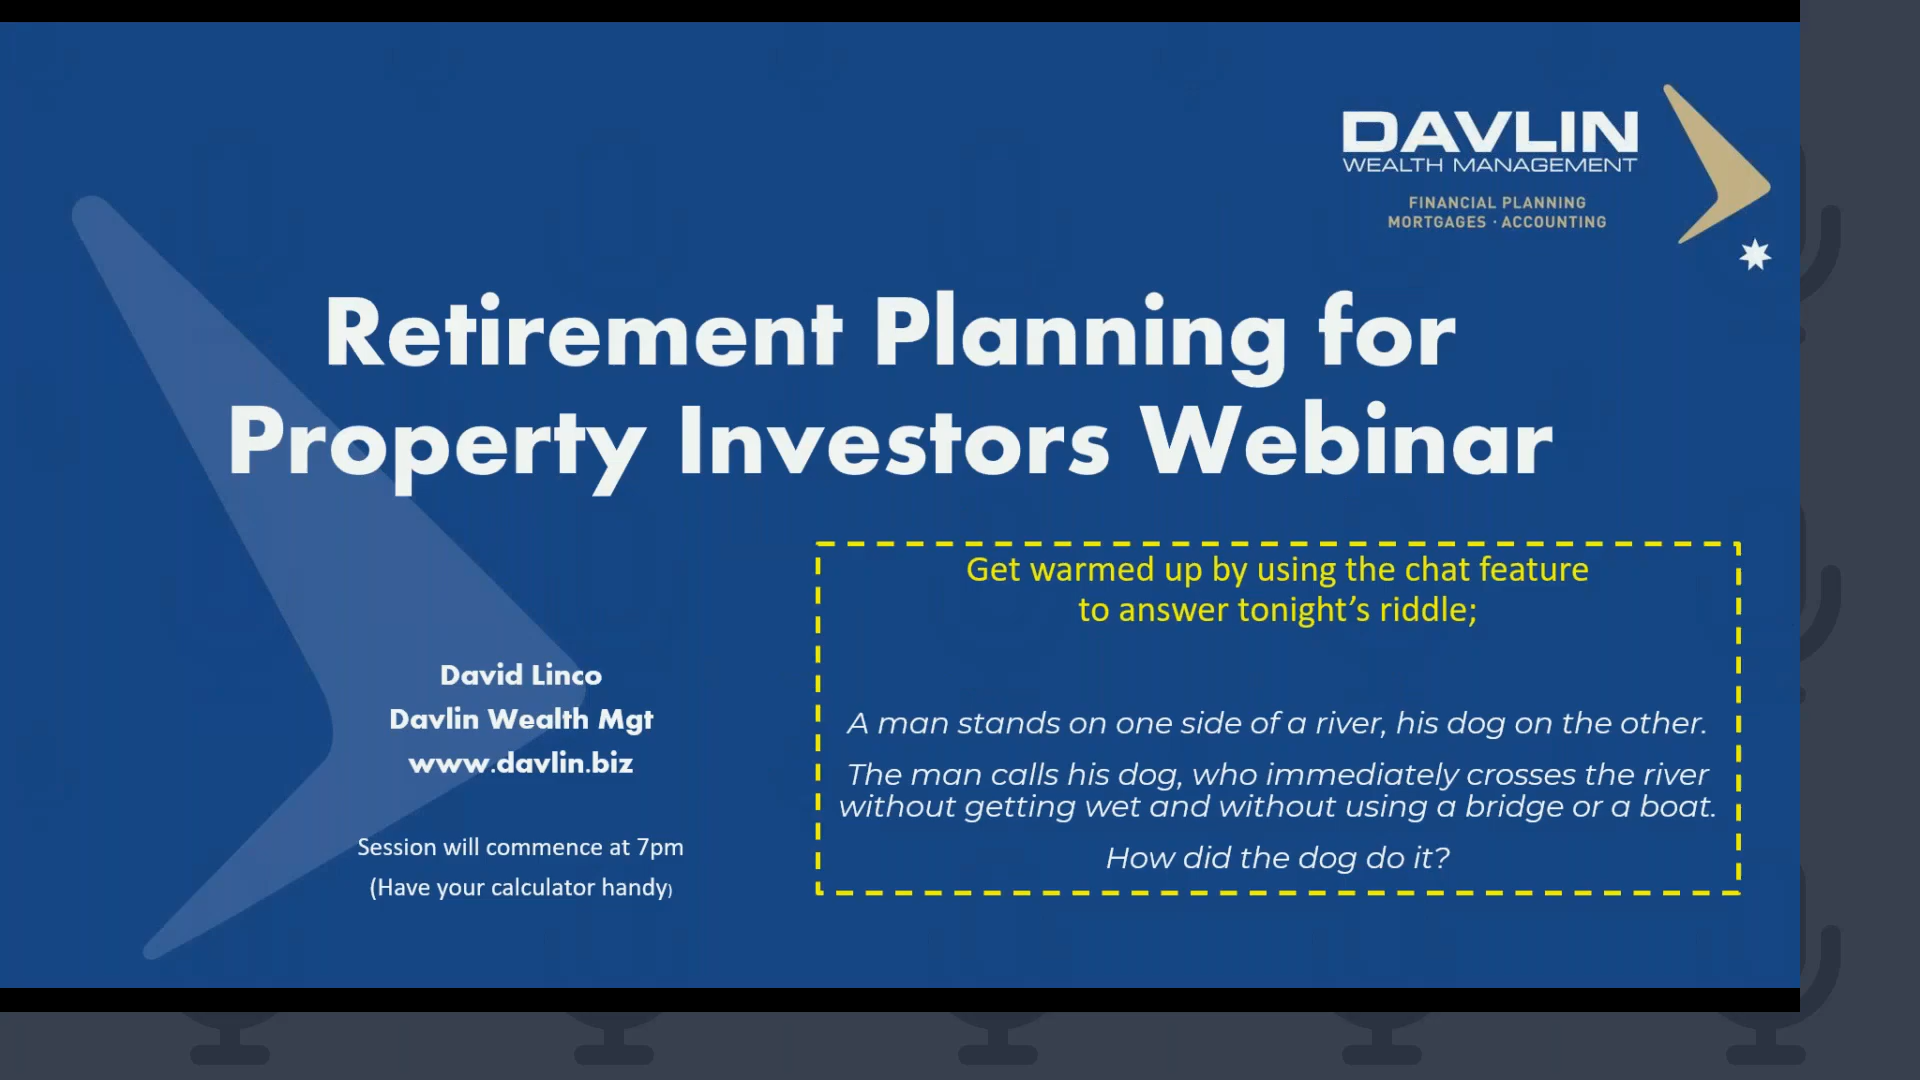 DAVLIN
WEALTH MANAGEMENT
FINANCIAL PLANNING
MORTGAGES · ACCOUNTING
Retirement Planning for
Property Investors Webinar
David Linco
Davlin Wealth Mgt
www.davlin.biz
Session will commence at 7pm
(Have your calculator handy)
Get warmed up by using the chat feature
to answer tonight’s riddle;
A man stands on one side of a river, his dog on the other.
The man calls his dog, who immediately crosses the river
without getting wet and without using a bridge or a boat.
How did the dog do it?